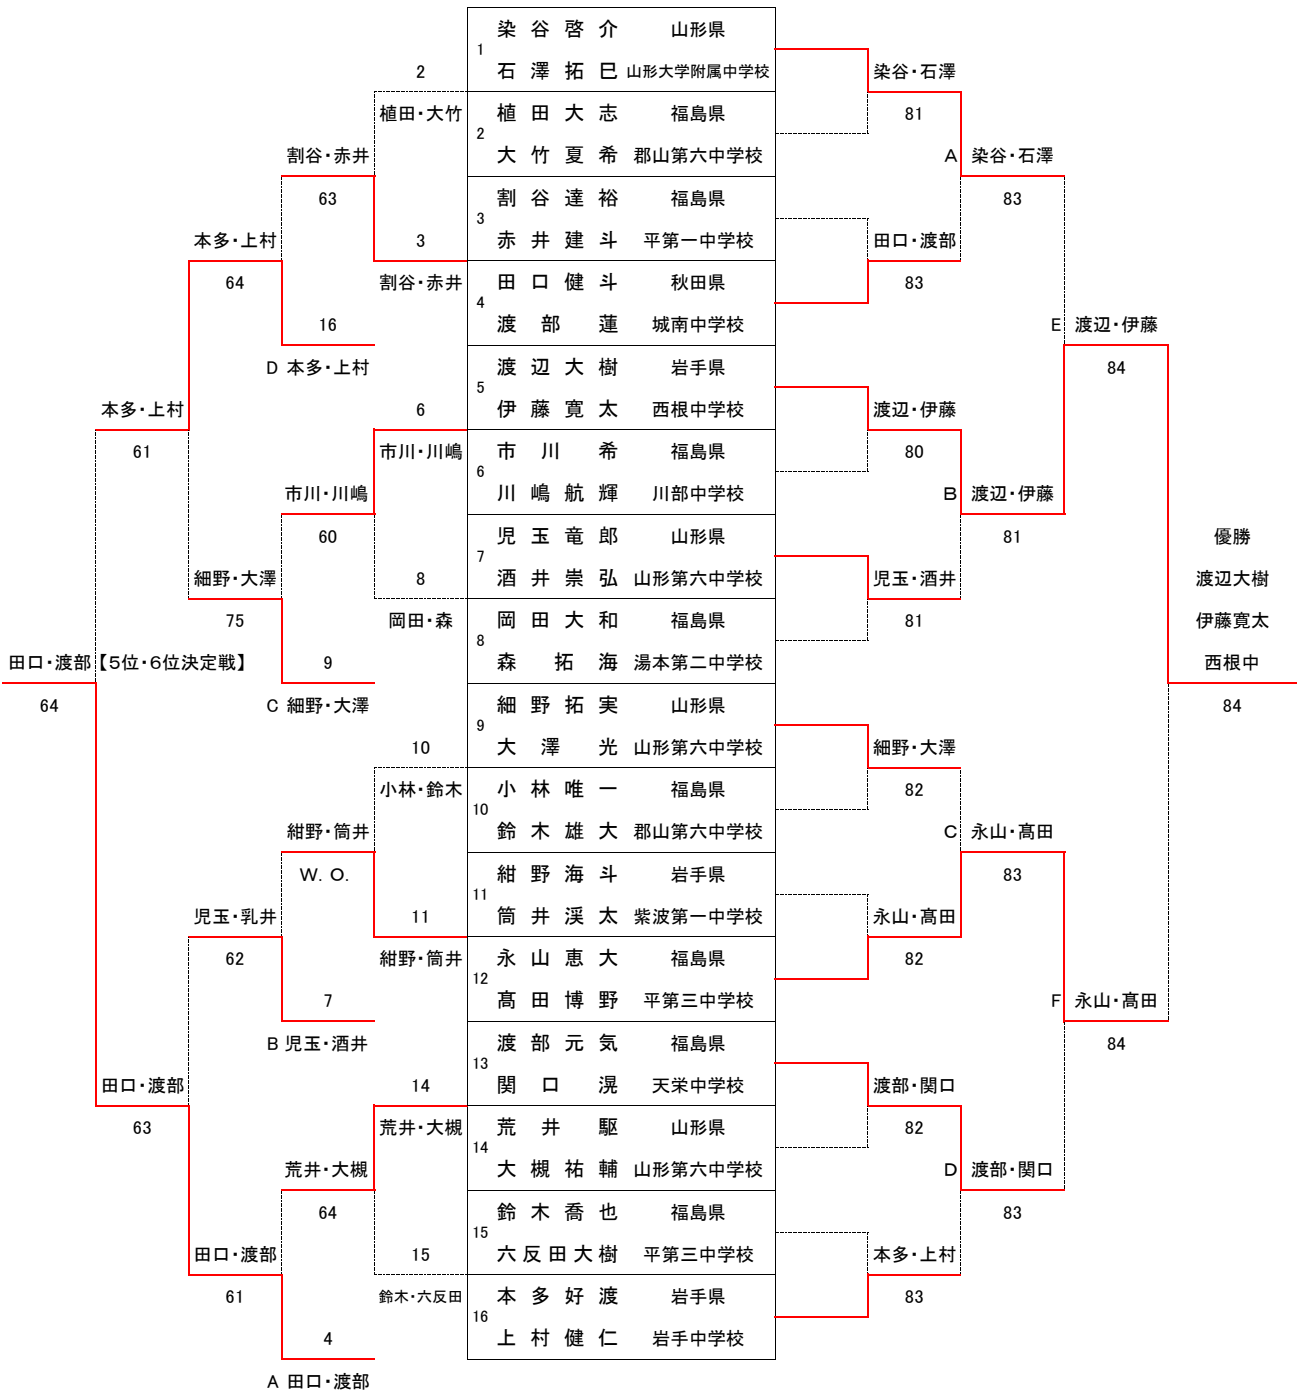 染谷啓介 山形県
1
2 石澤拓巳 山形大学附属中学校 染谷・石澤
植田・大竹 植田大志 福島県 81
2
割谷・赤井 大竹夏希 郡山第六中学校 A 染谷・石澤
63 割谷達裕 福島県 83
3
本多・上村 3 赤井建斗 平第一中学校 田口・渡部
64 割谷・赤井 田口健斗 秋田県 83
4
16 渡部蓮 城南中学校 E 渡辺・伊藤
D 本多・上村 渡辺大樹 岩手県 84
5
本多・上村 6 伊藤寛太 西根中学校 渡辺・伊藤
61 市川・川嶋 市川希 福島県 80
6
市川・川嶋 川嶋航輝 川部中学校 B 渡辺・伊藤
60 児玉竜郎 山形県 81 優勝
7
細野・大澤 8 酒井崇弘 山形第六中学校 児玉・酒井 渡辺大樹
75 岡田・森 岡田大和 福島県 81 伊藤寛太
8
田口・渡部 【5位・6位決定戦】 9 森拓海 湯本第二中学校 西根中
64 C 細野・大澤 細野拓実 山形県 84
9
10 大澤光 山形第六中学校 細野・大澤
小林・鈴木 小林唯一 福島県 82
10
紺野・筒井 鈴木雄大 郡山第六中学校 C 永山・髙田
W.O. 紺野海斗 岩手県 83
11
児玉・乳井 11 筒井渓太 紫波第一中学校 永山・髙田
62 紺野・筒井 永山恵大 福島県 82
12
7 髙田博野 平第三中学校 F 永山・髙田
B 児玉・酒井 渡部元気 福島県 84
13
田口・渡部 14 関口滉 天栄中学校 渡部・関口
63 荒井・大槻 荒井駆 山形県 82
14
荒井・大槻 大槻祐輔 山形第六中学校 D 渡部・関口
64 鈴木喬也 福島県 83
15
田口・渡部 15 六反田大樹 平第三中学校 本多・上村
61 鈴木・六反田 本多好渡 岩手県 83
16
4 上村健仁 岩手中学校
A 田口・渡部